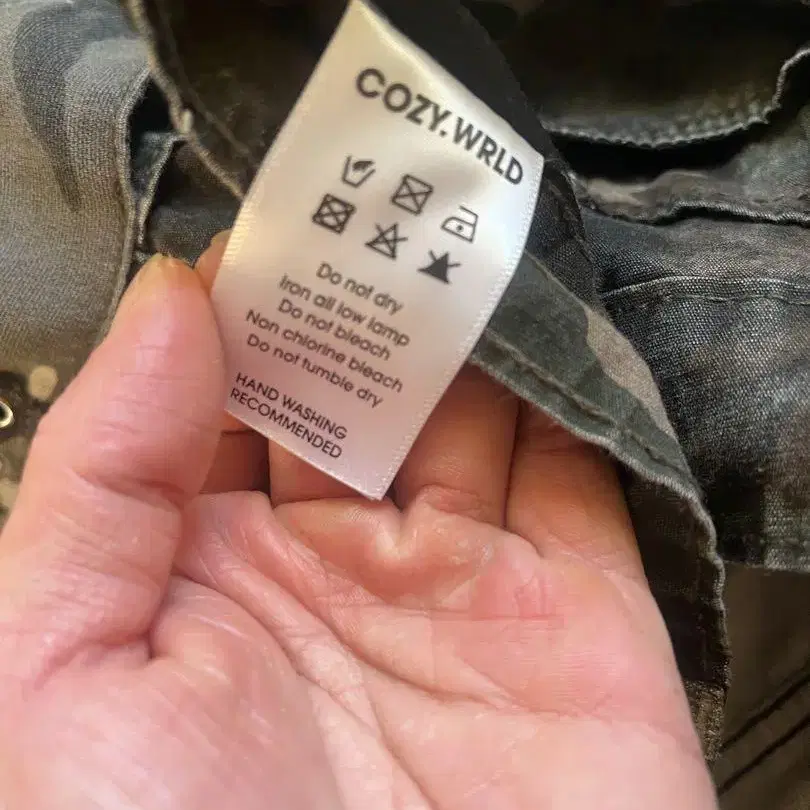 COZY.WRLD
Do not dry
Iron all low lamp
Do not bleach
Non chlorine bleach
Do not tumble dry
HAND WASHING
RECOMMENDED